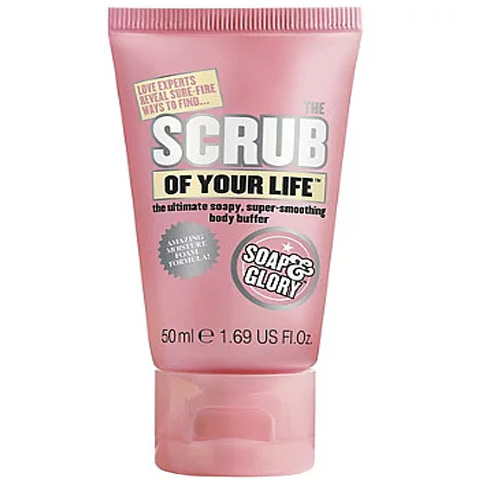 LOVE EXPERTS
REVEAL SURE-FIRE
WAYS TO FIND...
THE
SCRUB
OF YOUR LIFE™
the ultimate soapy, super-smoothing
body buffer
AMAZING
MOISTURE
FOAM
FORMULA!
SOAP&
GLORY™
50ml e 1.69 US Fl.Oz.